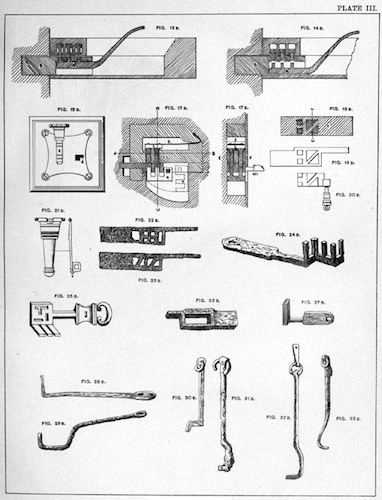 PLATE III.
FIG. 13 B.
FIG. 14 B.
FIG. 15 B.
FIG. 16 B.
FIG. 17 B.
FIG. 18 B.
FIG. 19 B.
FIG. 20 B.
FIG. 21 B.
FIG. 22 B.
FIG. 23 B.
FIG. 24 B.
FIG. 25 B.
FIG. 26 B.
FIG. 27 B.
FIG. 28 B.
FIG. 29 B.
FIG. 30 B.
FIG. 31 B.
FIG. 32 B.
FIG. 33 B.